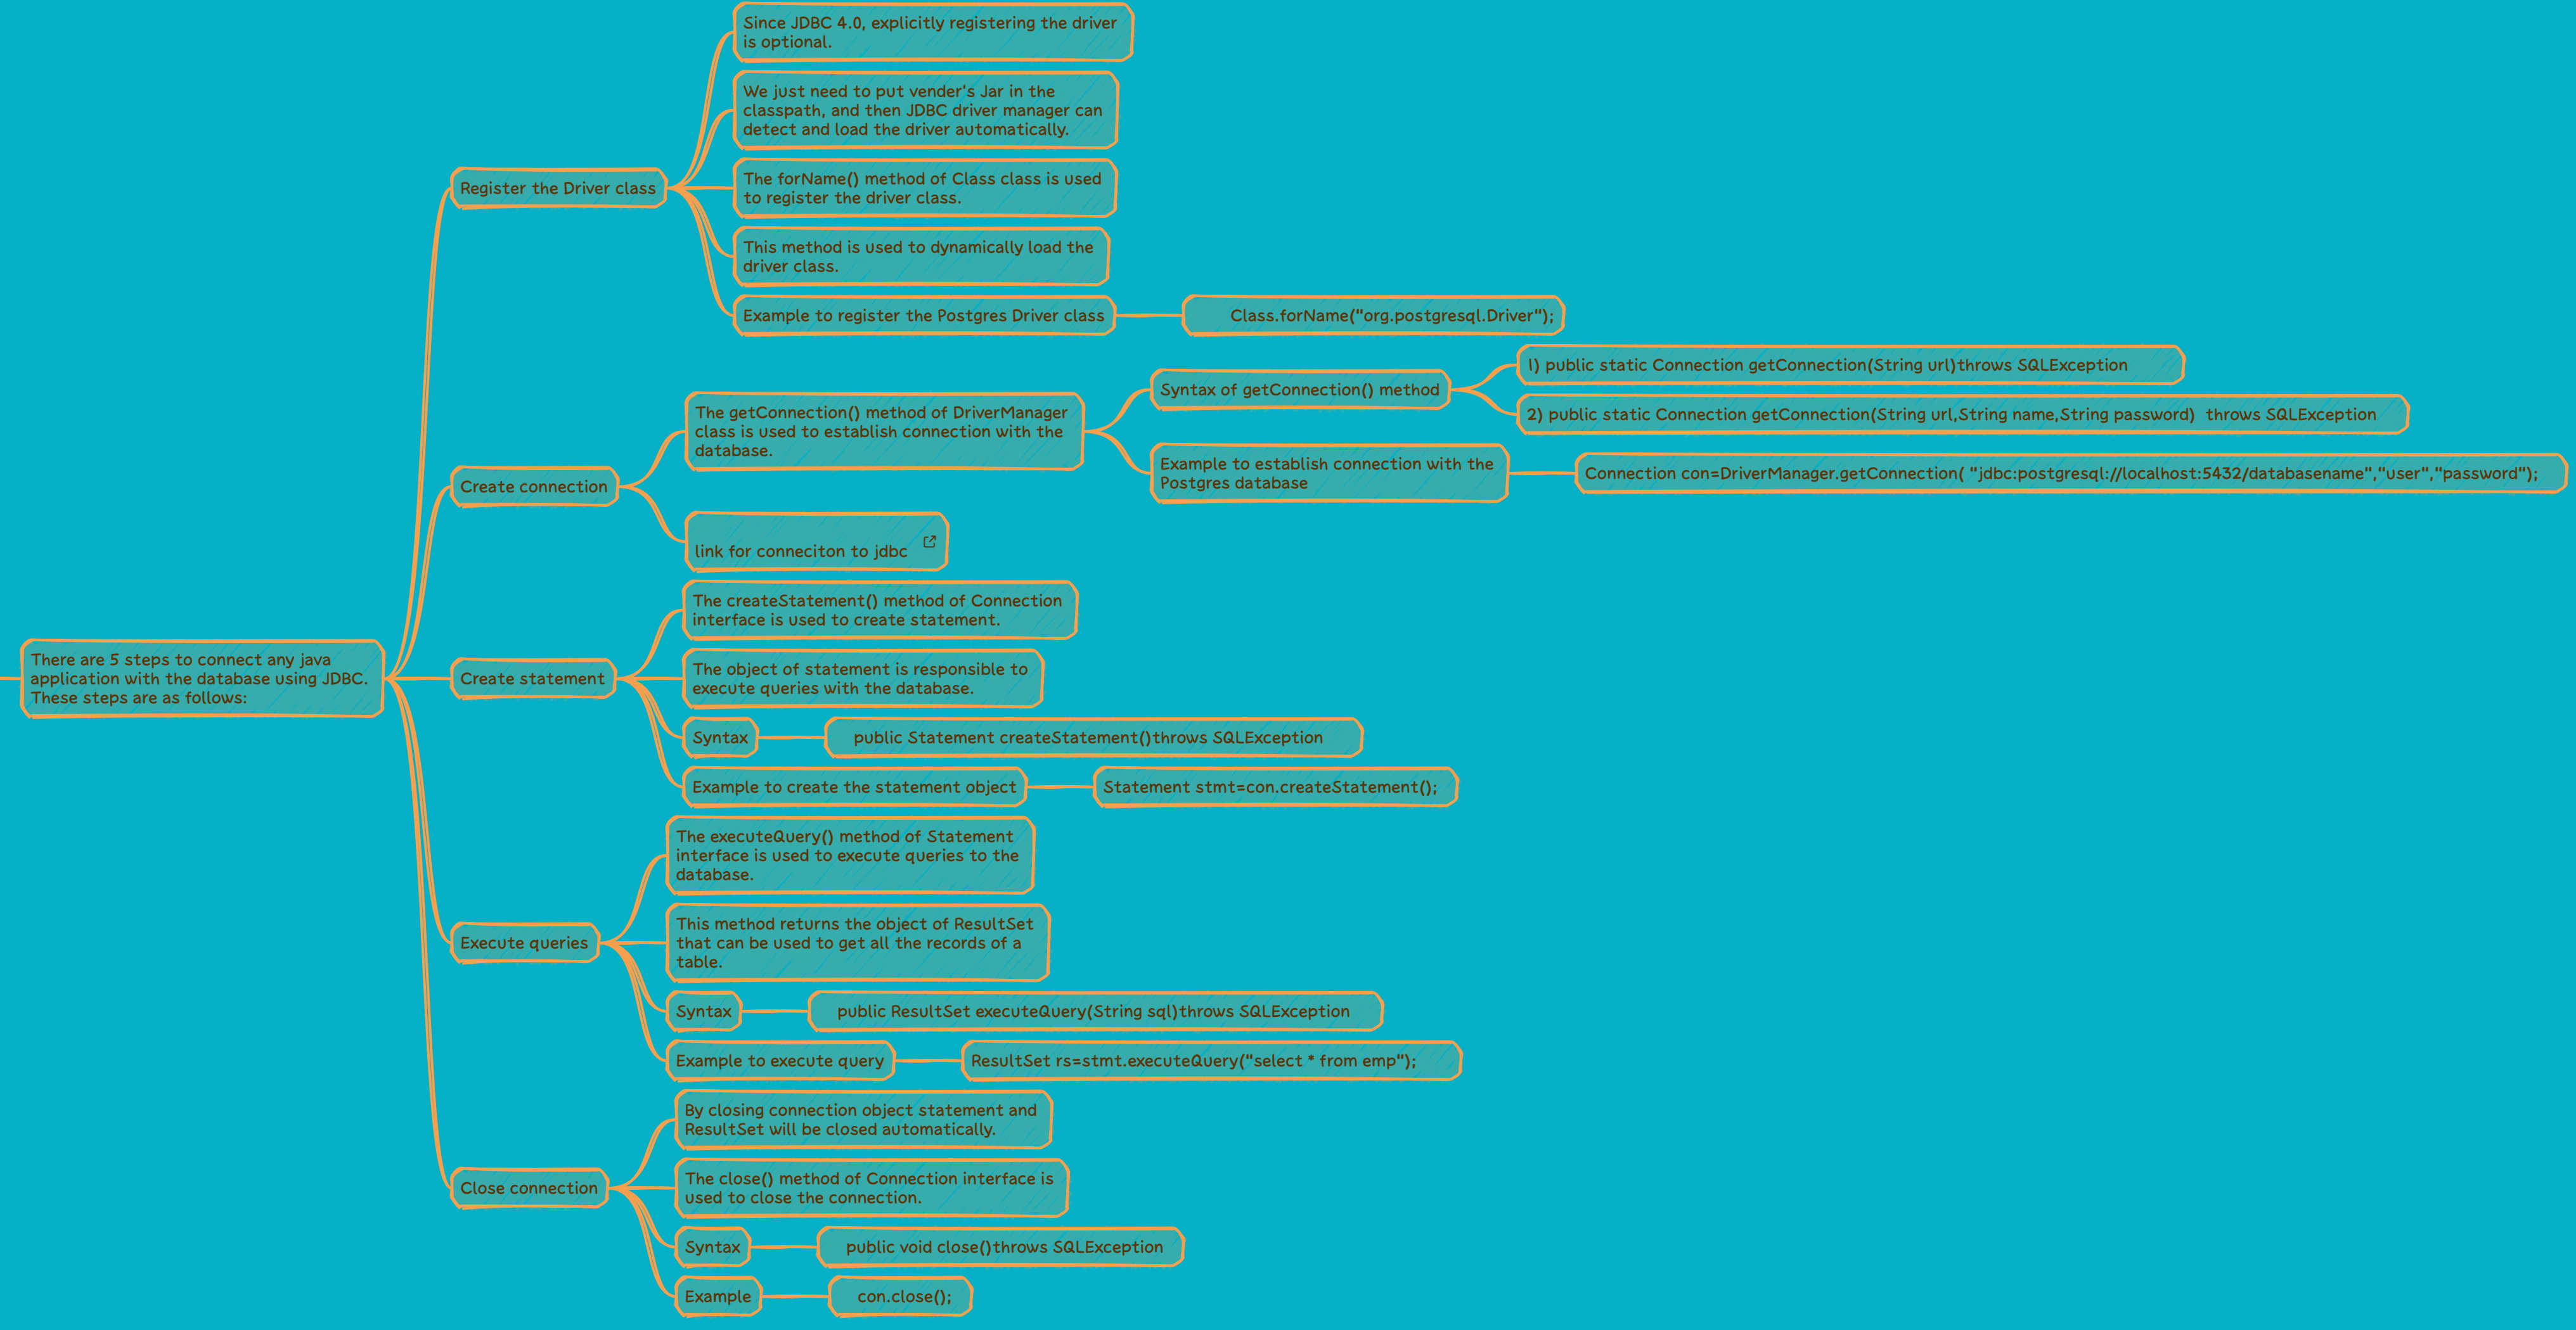 Since JDBC 4.0, explicitly registering the driver
is optional.
We just need to put vender's Jar in the
classpath, and then JDBC driver manager can
detect and load the driver automatically.
Register the Driver class
The forName() method of Class class is used
to register the driver class.
This method is used to dynamically load the
driver class.
Example to register the Postgres Driver class
Class.forName("org.postgresql.Driver");
Create connection
The getConnection() method of DriverManager
class is used to establish connection with the
database.
Syntax of getConnection() method
1) public static Connection getConnection(String url)throws SQLException
2) public static Connection getConnection(String url,String name,String password)  throws SQLException
Example to establish connection with the
Postgres database
Connection con=DriverManager.getConnection( "jdbc:postgresql://localhost:5432/databasename","user","password");
link for conneciton to jdbc
There are 5 steps to connect any java
application with the database using JDBC.
These steps are as follows:
Create statement
The createStatement() method of Connection
interface is used to create statement.
The object of statement is responsible to
execute queries with the database.
Syntax
public Statement createStatement()throws SQLException
Example to create the statement object
Statement stmt=con.createStatement();
Execute queries
The executeQuery() method of Statement
interface is used to execute queries to the
database.
This method returns the object of ResultSet
that can be used to get all the records of a
table.
Syntax
public ResultSet executeQuery(String sql)throws SQLException
Example to execute query
ResultSet rs=stmt.executeQuery("select * from emp");
Close connection
By closing connection object statement and
ResultSet will be closed automatically.
The close() method of Connection interface is
used to close the connection.
Syntax
public void close()throws SQLException
Example
con.close();